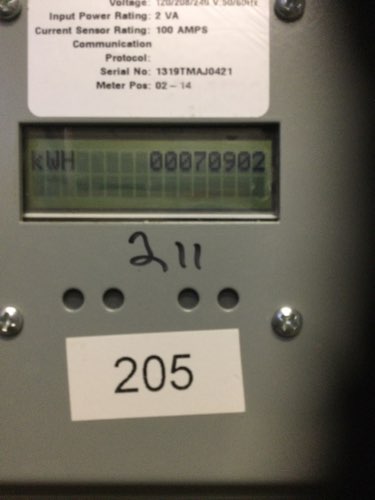 Voltage: 120/208/240 V 50/60Hz
Input Power Rating: 2 VA
Current Sensor Rating: 100 AMPS
Communication
Protocol:
Serial No: 1319TMAJ0421
Meter Pos: 02 - 14
kWH 00070902
211
205